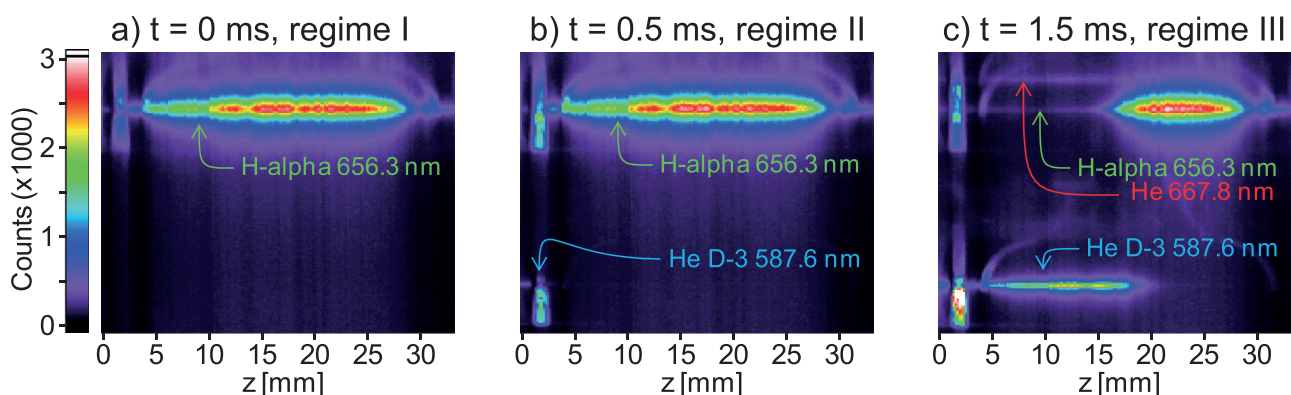 a) t = 0 ms, regime I
b) t = 0.5 ms, regime II
c) t = 1.5 ms, regime III
Counts (x1000)
3
2
1
0
H-alpha 656.3 nm
H-alpha 656.3 nm
He D-3 587.6 nm
H-alpha 656.3 nm
He 667.8 nm
He D-3 587.6 nm
0 5 10 15 20 25 30
z [mm]
0 5 10 15 20 25 30
z [mm]
0 5 10 15 20 25 30
z [mm]